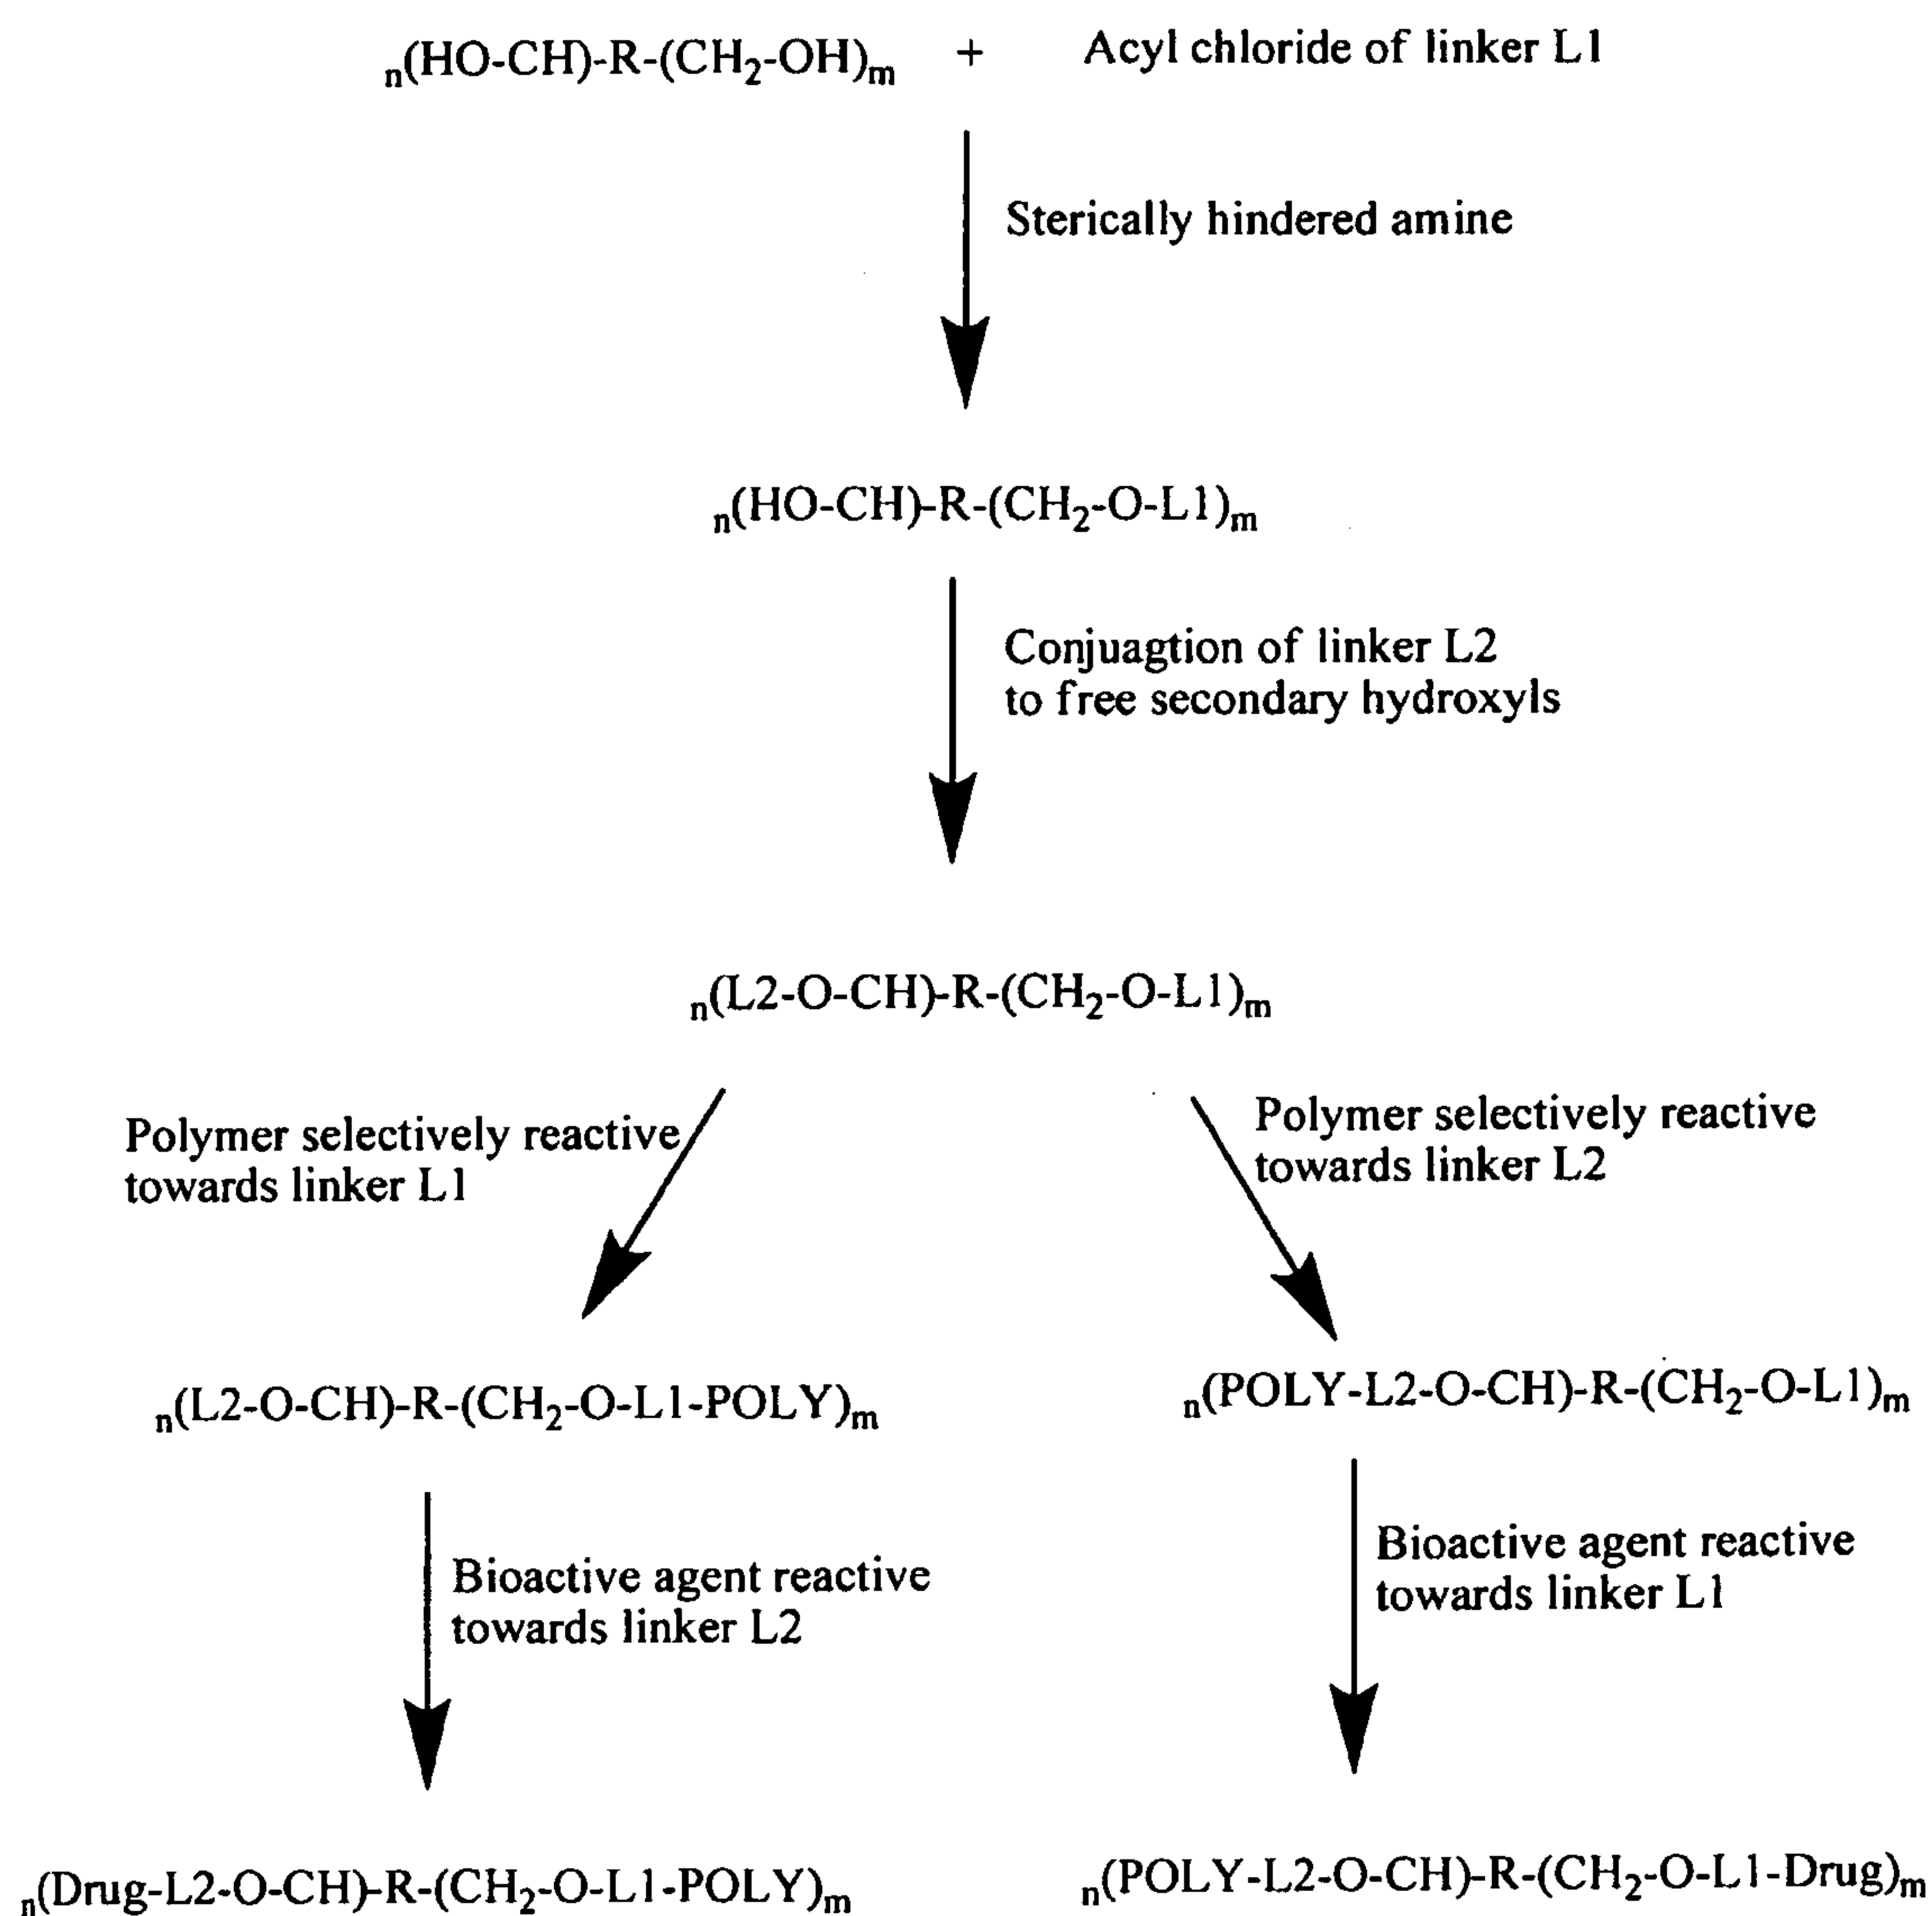 n(HO-CH)-R-(CH2-OH)m + Acyl chloride of linker L1
Sterically hindered amine
n(HO-CH)-R-(CH2-O-L1)m
Conjuagtion of linker L2
to free secondary hydroxyls
n(L2-O-CH)-R-(CH2-O-L1)m
Polymer selectively reactive
towards linker L1
Polymer selectively reactive
towards linker L2
n(L2-O-CH)-R-(CH2-O-L1-POLY)m
n(POLY-L2-O-CH)-R-(CH2-O-L1)m
Bioactive agent reactive
towards linker L2
Bioactive agent reactive
towards linker L1
n(Drug-L2-O-CH)-R-(CH2-O-L1-POLY)m
n(POLY-L2-O-CH)-R-(CH2-O-L1-Drug)m